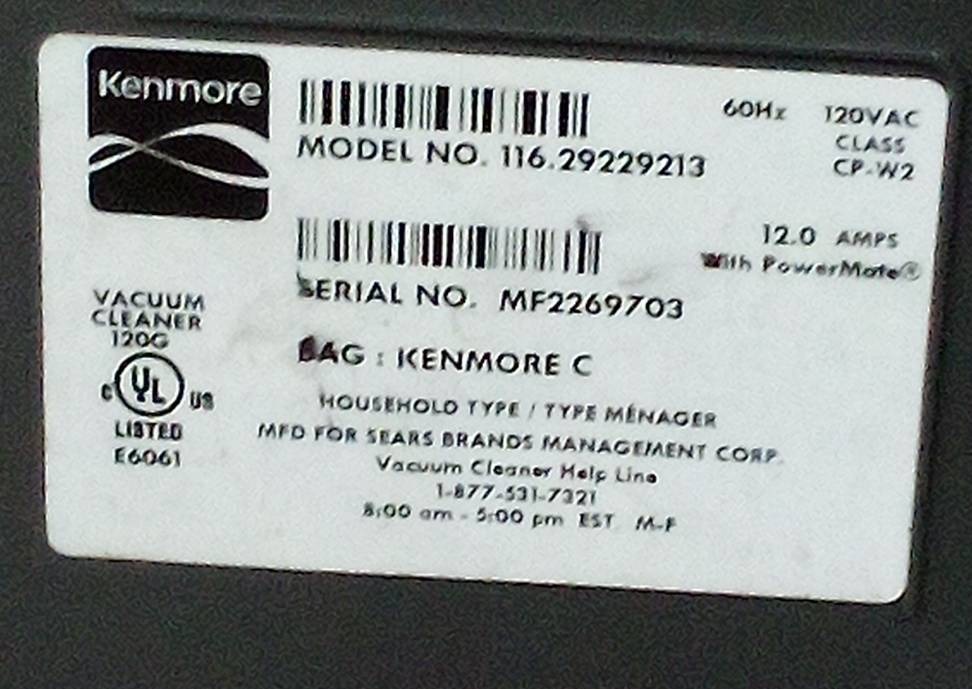 Kenmore
MODEL NO. 116.29229213
60Hz 120VAC
CLASS
CP-W2
12.0 AMPS
With PowerMate®
SERIAL NO. MF2269703
BAG : KENMORE C
VACUUM
CLEANER
120G
C UL US
LISTED
E6061
HOUSEHOLD TYPE / TYPE MÉNAGER
MFD FOR SEARS BRANDS MANAGEMENT CORP.
Vacuum Cleaner Help Line
1-877-531-7321
8:00 am - 5:00 pm EST M-F